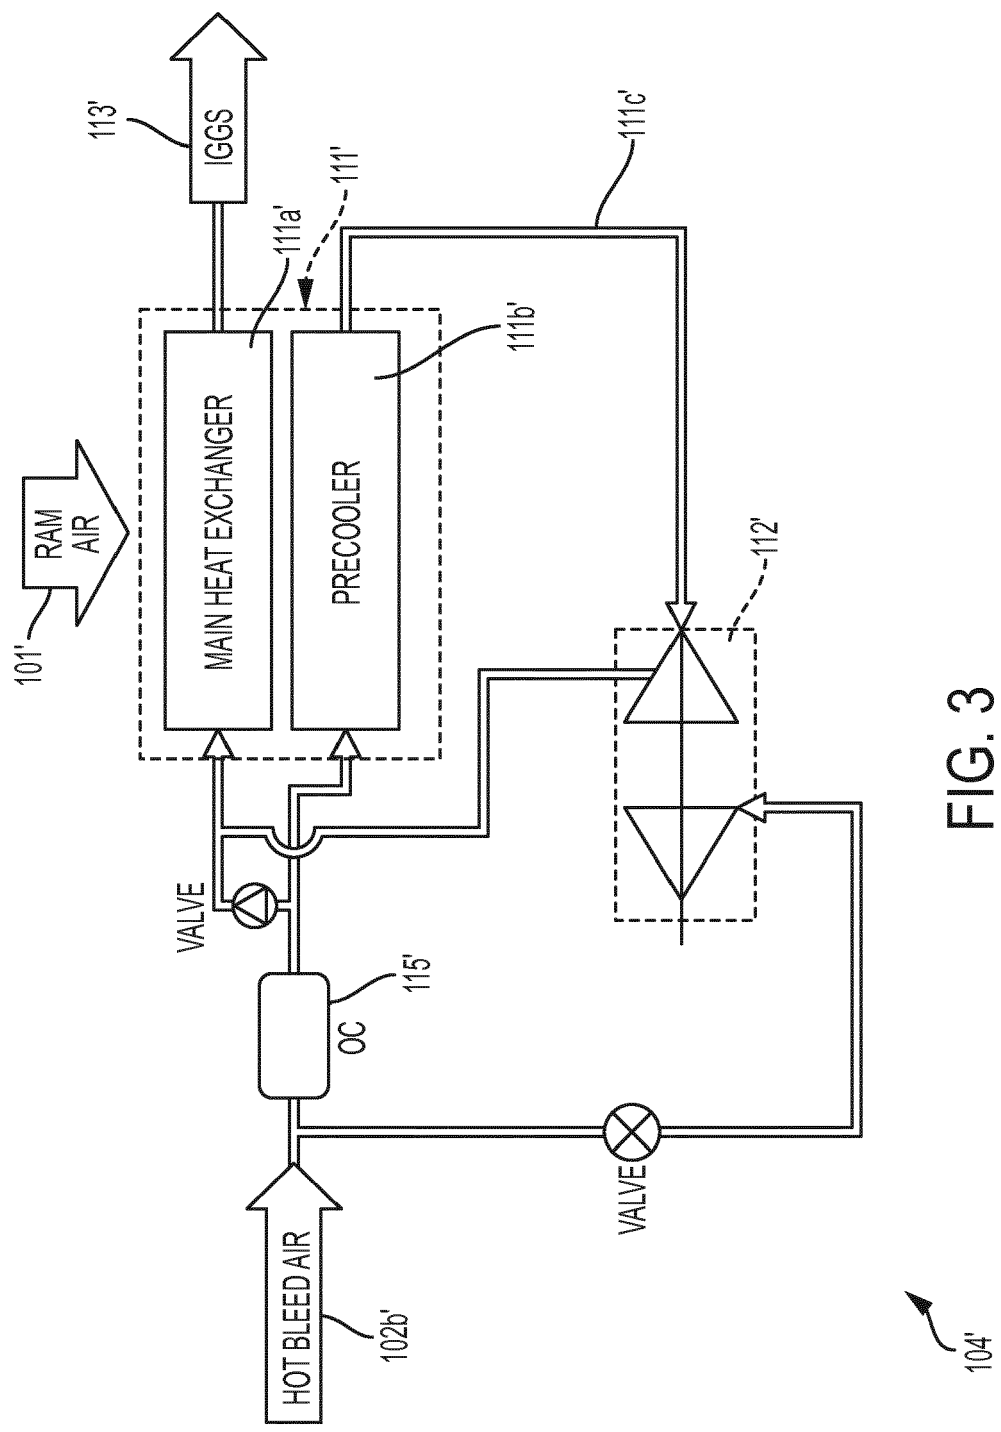 113'
IGGS
111'
111c'
111a'
111b'
RAM
AIR
101'
MAIN HEAT EXCHANGER
PRECOOLER
112'
VALVE
115'
OC
VALVE
HOT BLEED AIR
102b'
104'
FIG. 3